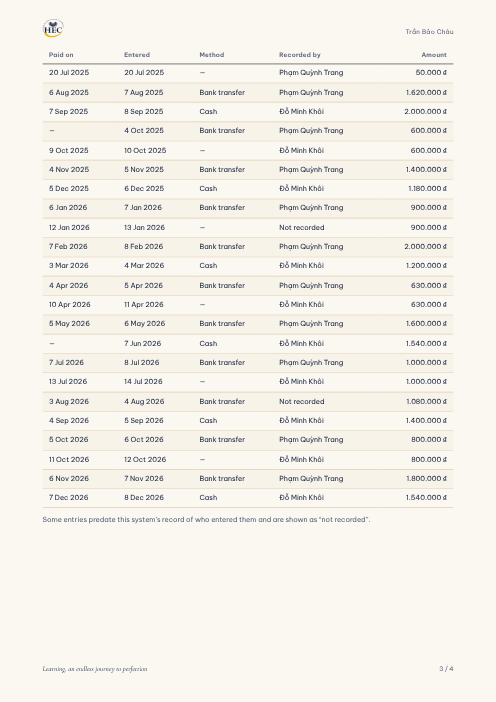 HEC
Trần Bảo Châu
Paid on Entered Method Recorded by Amount
20 Jul 2025 20 Jul 2025 — Phạm Quỳnh Trang 50.000 ₫
6 Aug 2025 7 Aug 2025 Bank transfer Phạm Quỳnh Trang 1.620.000 ₫
7 Sep 2025 8 Sep 2025 Cash Đỗ Minh Khôi 2.000.000 ₫
— 4 Oct 2025 Bank transfer Phạm Quỳnh Trang 600.000 ₫
9 Oct 2025 10 Oct 2025 — Đỗ Minh Khôi 600.000 ₫
4 Nov 2025 5 Nov 2025 Bank transfer Phạm Quỳnh Trang 1.400.000 ₫
5 Dec 2025 6 Dec 2025 Cash Đỗ Minh Khôi 1.180.000 ₫
6 Jan 2026 7 Jan 2026 Bank transfer Phạm Quỳnh Trang 900.000 ₫
12 Jan 2026 13 Jan 2026 — Not recorded 900.000 ₫
7 Feb 2026 8 Feb 2026 Bank transfer Phạm Quỳnh Trang 2.000.000 ₫
3 Mar 2026 4 Mar 2026 Cash Đỗ Minh Khôi 1.200.000 ₫
4 Apr 2026 5 Apr 2026 Bank transfer Phạm Quỳnh Trang 630.000 ₫
10 Apr 2026 11 Apr 2026 — Đỗ Minh Khôi 630.000 ₫
5 May 2026 6 May 2026 Bank transfer Phạm Quỳnh Trang 1.600.000 ₫
— 7 Jun 2026 Cash Đỗ Minh Khôi 1.540.000 ₫
7 Jul 2026 8 Jul 2026 Bank transfer Phạm Quỳnh Trang 1.000.000 ₫
13 Jul 2026 14 Jul 2026 — Đỗ Minh Khôi 1.000.000 ₫
3 Aug 2026 4 Aug 2026 Bank transfer Not recorded 1.080.000 ₫
4 Sep 2026 5 Sep 2026 Cash Đỗ Minh Khôi 1.400.000 ₫
5 Oct 2026 6 Oct 2026 Bank transfer Phạm Quỳnh Trang 800.000 ₫
11 Oct 2026 12 Oct 2026 — Đỗ Minh Khôi 800.000 ₫
6 Nov 2026 7 Nov 2026 Bank transfer Phạm Quỳnh Trang 1.800.000 ₫
7 Dec 2026 8 Dec 2026 Cash Đỗ Minh Khôi 1.540.000 ₫
Some entries predate this system's record of who entered them and are shown as "not recorded".
Learning, an endless journey to perfection
3 / 4